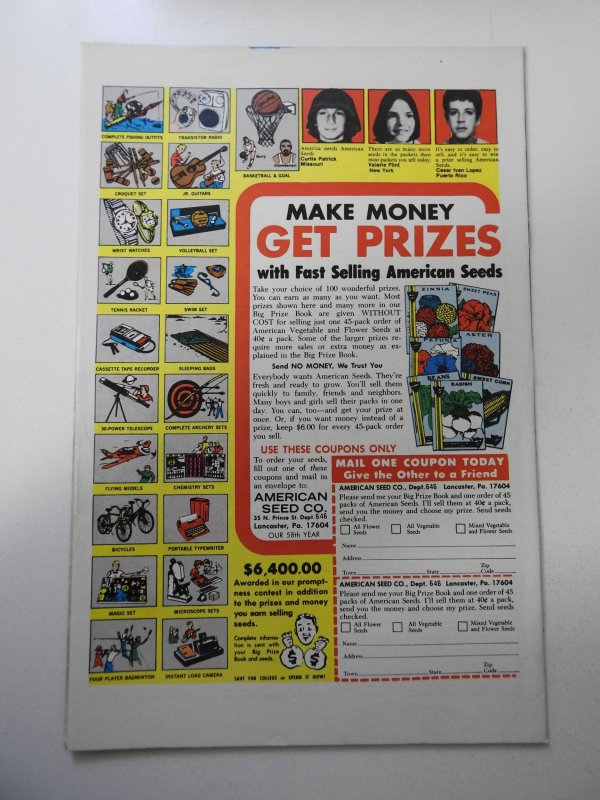 COMPLETE FISHING OUTFITS
TRANSISTOR RADIO
CROQUET SET
JR. GUITARS
WRIST WATCHES
VOLLEYBALL SET
TENNIS RACKET
SWIM SET
CASSETTE TAPE RECORDER
SLEEPING BAGS
30-POWER TELESCOPE
COMPLETE ARCHERY SETS
FLYING MODELS
CHEMISTRY SETS
BICYCLES
PORTABLE TYPEWRITER
MAGIC SET
MICROSCOPE SETS
FOUR PLAYER BADMINTON
INSTANT LOAD CAMERA
BASKETBALL & GOAL
America needs American
Seeds
Curtis Patrick
Missouri
There are so many more
seeds in the packets than
most packets you sell today.
Valerie Flint
New York
It's easy to order, easy to
sell, and it's easy to win
a prize selling American
Seeds.
Cesar Ivan Lopez
Puerto Rico
MAKE MONEY
GET PRIZES
with Fast Selling American Seeds
Take your choice of 100 wonderful prizes.
You can earn as many as you want. Most
prizes shown here and many more in our
Big Prize Book are given WITHOUT
COST for selling just one 45-pack order of
American Vegetable and Flower Seeds at
40¢ a pack. Some of the larger prizes re-
quire more sales or extra money as ex-
plained in the Big Prize Book.
Send NO MONEY, We Trust You
Everybody wants American Seeds. They're
fresh and ready to grow. You'll sell them
quickly to family, friends and neighbors.
Many boys and girls sell their packs in one
day. You can, too—and get your prize at
once. Or, if you want money instead of a
prize, keep $6.00 for every 45-pack order
you sell.
ZINNIA
SWEET PEAS
PETUNIA
ASTER
BEANS
RADISH
SWEET CORN
USE THESE COUPONS ONLY
To order your seeds,
fill out one of these
coupons and mail in
an envelope to:
AMERICAN
SEED CO.
35 N. Prince St. Dept. 646
Lancaster, Pa. 17604
OUR 58th YEAR
MAIL ONE COUPON TODAY
Give the Other to a Friend
AMERICAN SEED CO., Dept. 646 Lancaster, Pa. 17604
Please send me your Big Prize Book and one order of 45
packs of American Seeds. I'll sell them at 40¢ a pack,
send you the money and choose my prize. Send seeds
checked.
All Flower
Seeds
All Vegetable
Seeds
Mixed Vegetable
and Flower Seeds
Name
Address
Town State Zip
Code
AMERICAN SEED CO., Dept. 646 Lancaster, Pa. 17604
Please send me your Big Prize Book and one order of 45
packs of American Seeds. I'll sell them at 40¢ a pack,
send you the money and choose my prize. Send seeds
checked.
All Flower
Seeds
All Vegetable
Seeds
Mixed Vegetable
and Flower Seeds
Name
Address
Town State Zip
Code
$6,400.00
Awarded in our prompt-
ness contest in addition
to the prizes and money
you earn selling
seeds.
Complete informa-
tion is sent with
your Big Prize
Book and seeds.
$ $
SAVE FOR COLLEGE or SPEND IT NOW!